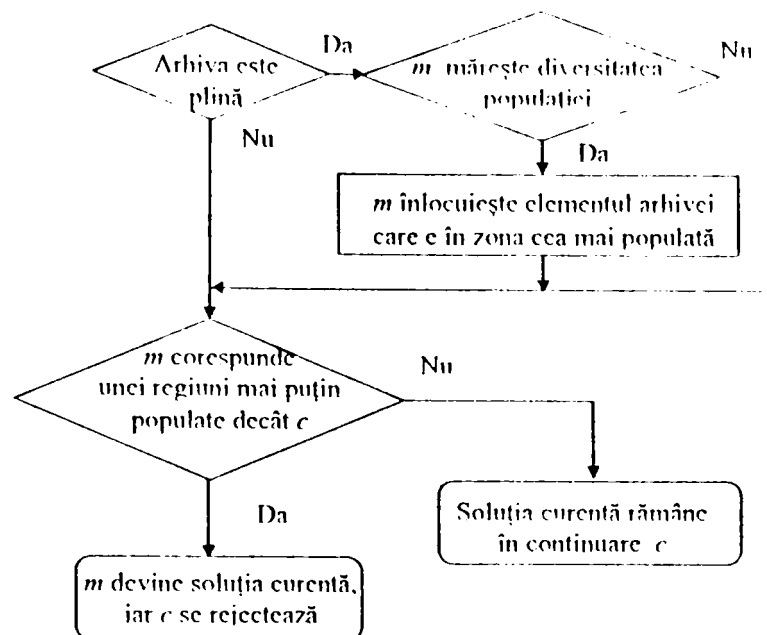 Da
Nu
Arhiva este
plină
m mărește diversitatea
populației
Nu
Da
m înlocuiește elementul arhivei
care e în zona cea mai populată
m corespunde
unei regiuni mai puțin
populate decât c
Nu
Da
Soluția curentă rămâne
în continuare c
m devine soluția curentă,
iar c se rejectează